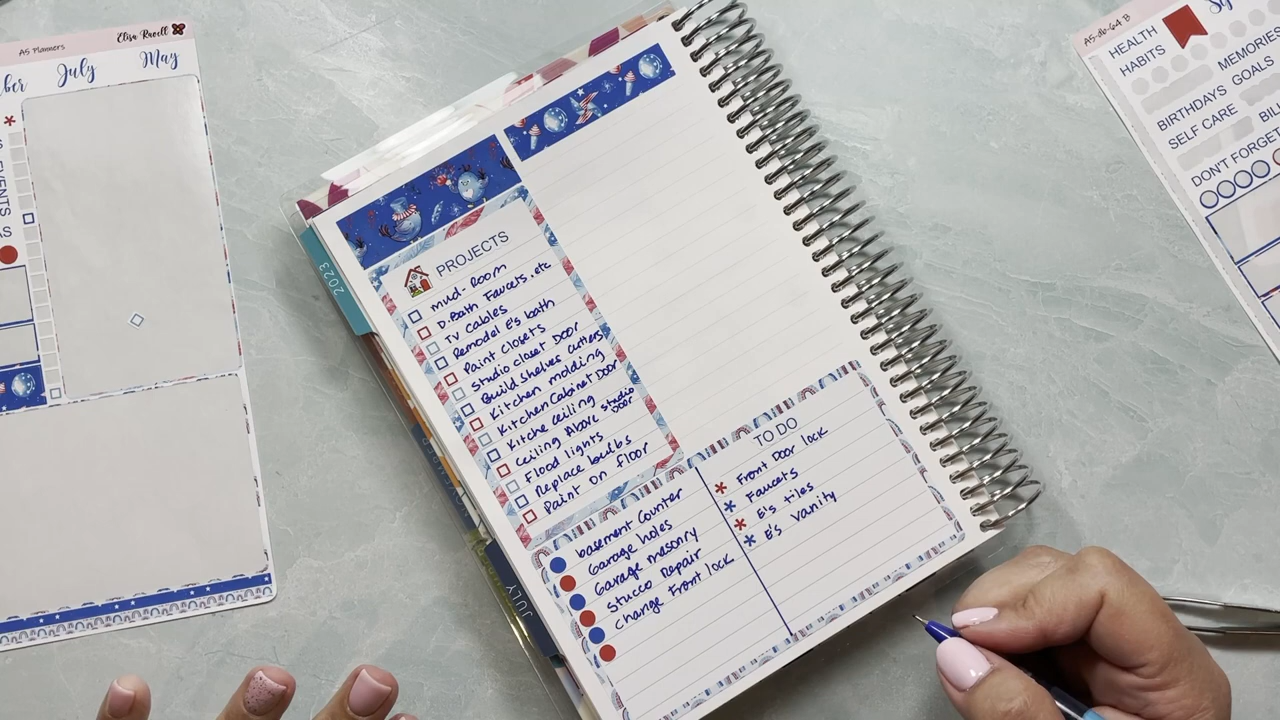 A5 Planners
Elisa Ravell
July
May
EVENTS
2023
JULY
PROJECTS
mud-Room
D.Bath Faucets.etc
TV cables
Remodel E's bath
Paint Closets
studio closet Door
Build shelves cutters
Kitchen molding
Kitchen Cabinet Door
Kitche Ceiling
Ceiling Above studio Door
Flood lights
Replace bulbs
Paint on Floor
basement Counter
Garage holes
Garage masonry
stucco Repair
change Front lock
TO DO
Front Door lock
Faucets
E's tiles
E's Vanity
HEALTH
HABITS
MEMORIES
GOALS
BIRTHDAYS
SELF CARE
DON'T FORGET